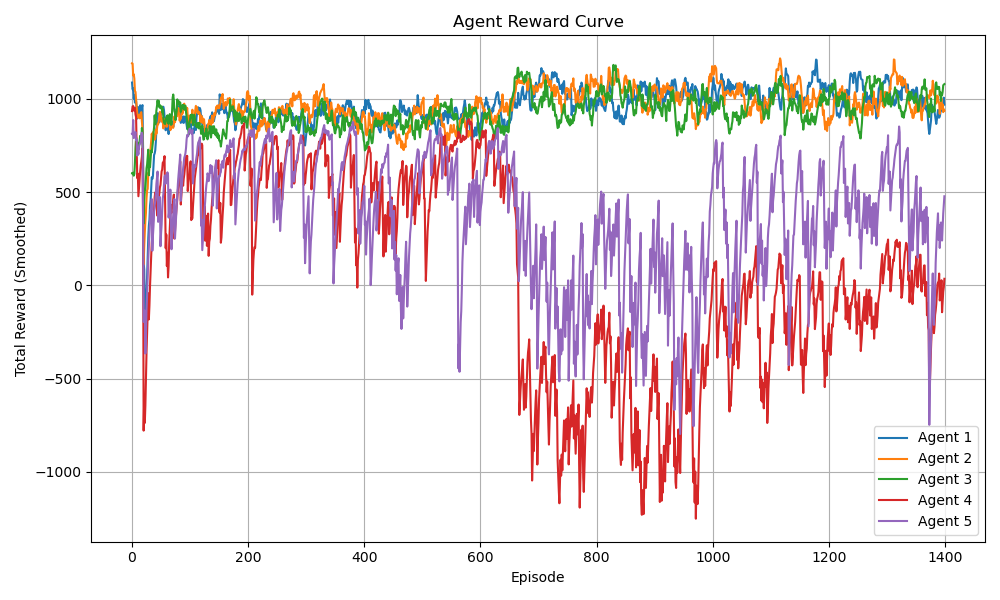 Agent Reward Curve
Total Reward (Smoothed)
1000
500
0
−500
−1000
0 200 400 600 800 1000 1200 1400
Episode
Agent 1
Agent 2
Agent 3
Agent 4
Agent 5